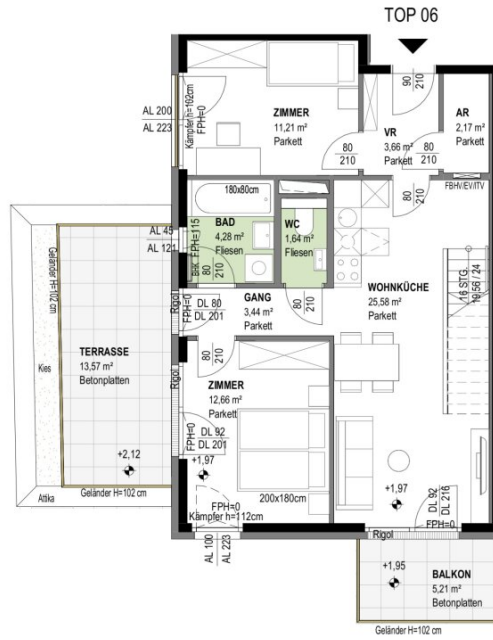 TOP 06
90
210
AL 200
AL 223
Kämpfer h=162cm
FPH=0
ZIMMER
11,21 m²
Parkett
80
210
VR
3,66 m²
Parkett
80
210
AR
2,17 m²
Parkett
FBHV/EV/ITV
80
210
180x80cm
BAD
4,28 m²
Fliesen
FPH=115
80
210
WC
1,64 m²
Fliesen
80
210
AL 45
AL 121
Geländer H=102 cm
Kies
Rigol
FPH=0
DL 80
DL 201
GANG
3,44 m²
Parkett
WOHNKÜCHE
25,58 m²
Parkett
16 STG.
19,56 / 24
TERRASSE
13,57 m²
Betonplatten
Rigol
80
210
ZIMMER
12,66 m²
Parkett
FPH=0
DL 92
DL 201
+2,12
+1,97
200x180cm
FPH=0
Kämpfer h=112cm
+1,97
DL 92
DL 216
FPH=0
Rigol
Attika
Geländer H=102 cm
AL 100
AL 223
+1,95
BALKON
5,21 m²
Betonplatten
Geländer H=102 cm